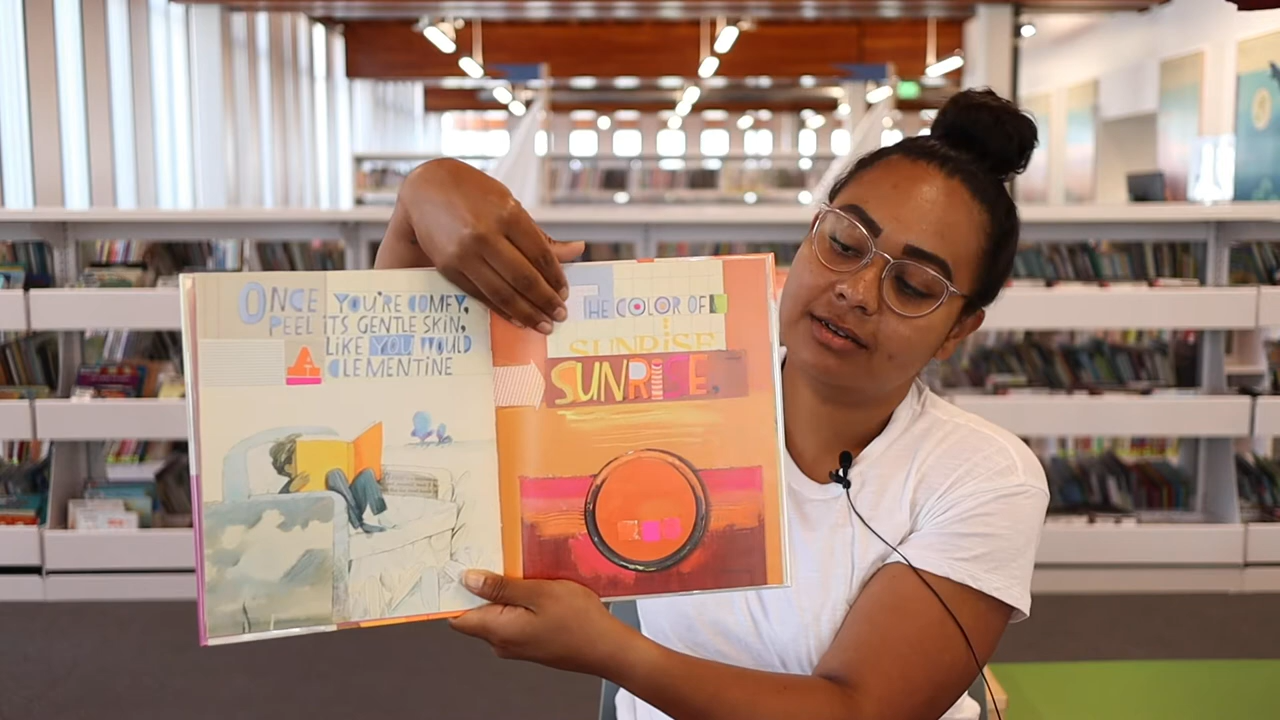 ONCE YOU'RE COMFY,
PEEL ITS GENTLE SKIN,
LIKE YOU WOULD
A CLEMENTINE
THE COLOR OF
SUNRISE
SUNRISE.